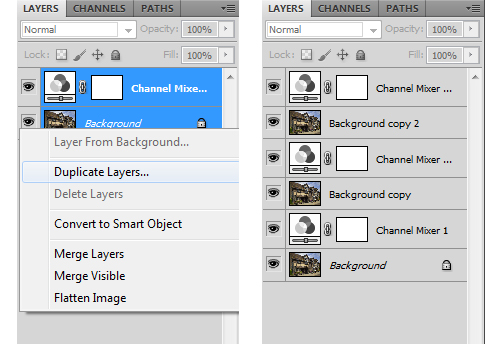 LAYERS CHANNELS PATHS
Normal Opacity: 100%
Lock: Fill: 100%
Channel Mixe...
Background
Layer From Background...
Duplicate Layers...
Delete Layers
Convert to Smart Object
Merge Layers
Merge Visible
Flatten Image
LAYERS CHANNELS PATHS
Normal Opacity: 100%
Lock: Fill: 100%
Channel Mixer ...
Background copy 2
Channel Mixer ...
Background copy
Channel Mixer 1
Background